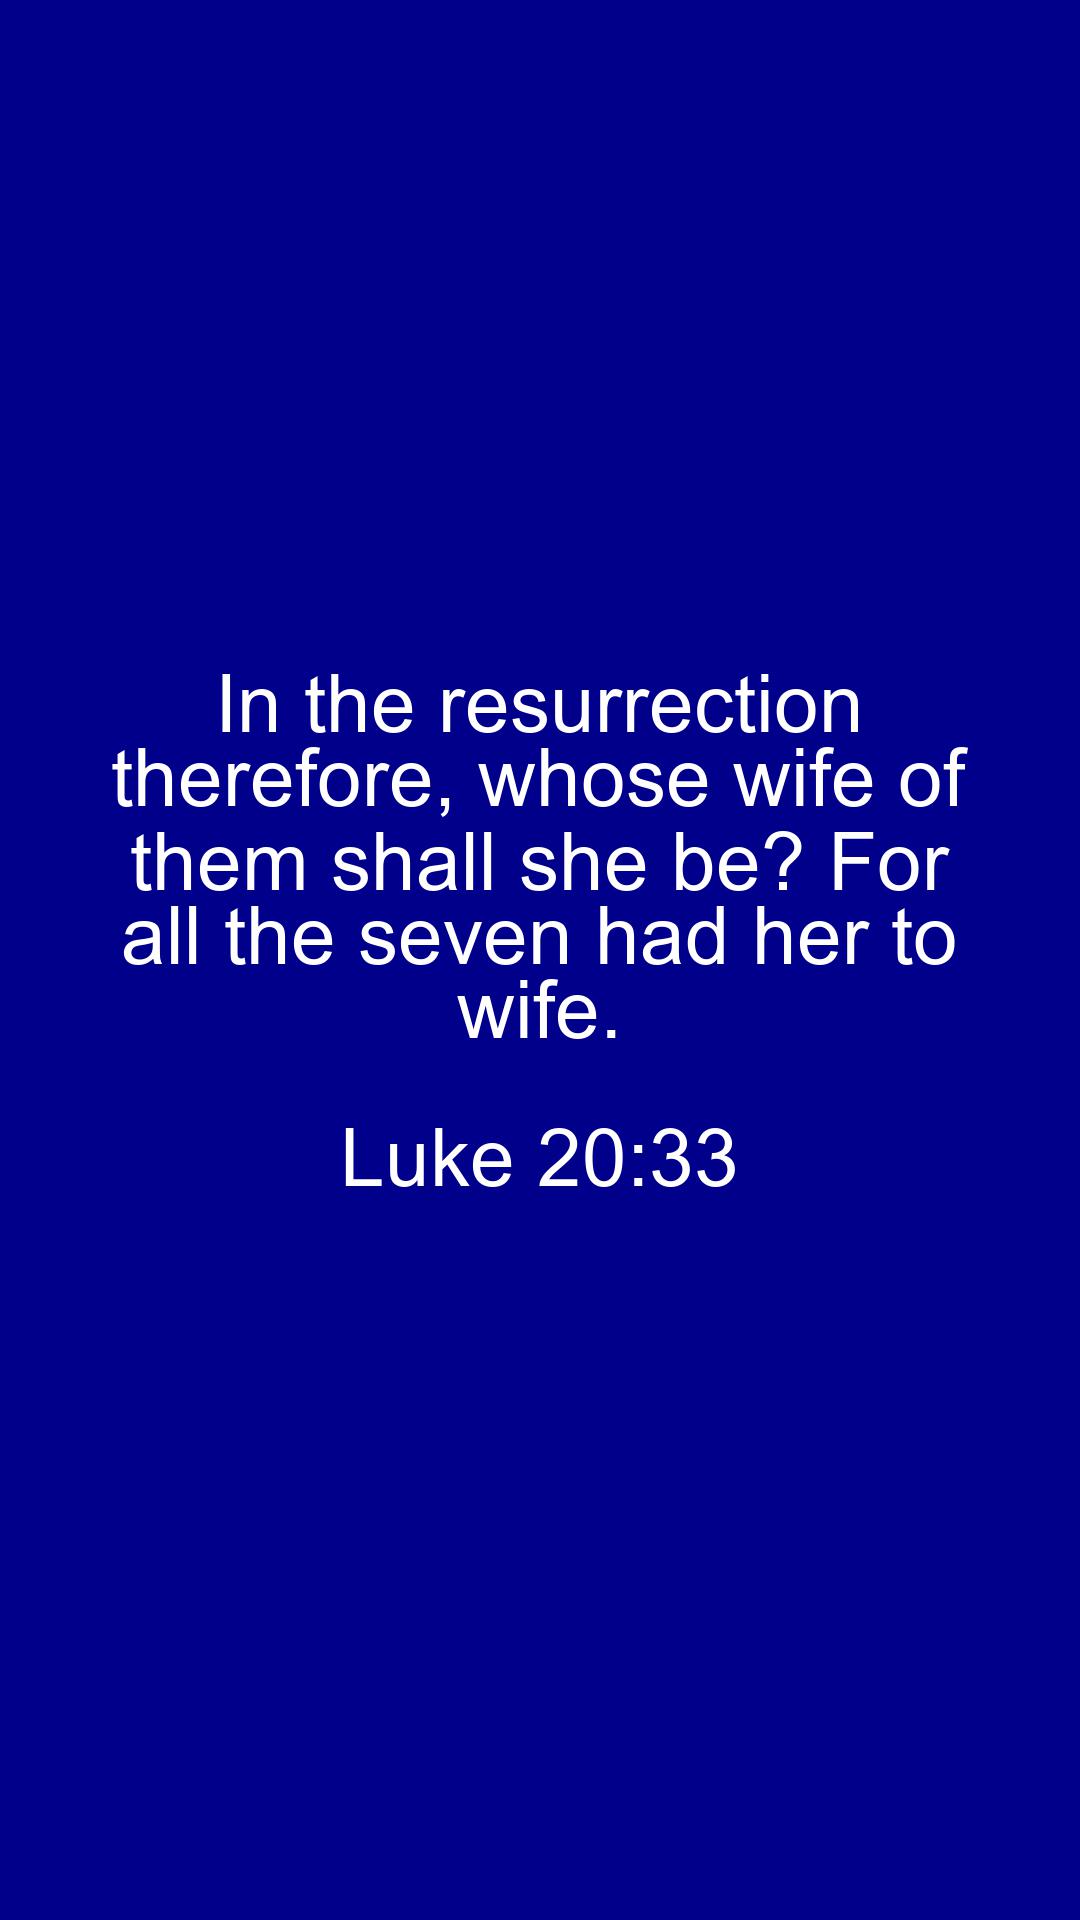 In the resurrection
therefore, whose wife of
them shall she be? For
all the seven had her to
wife.
Luke 20:33